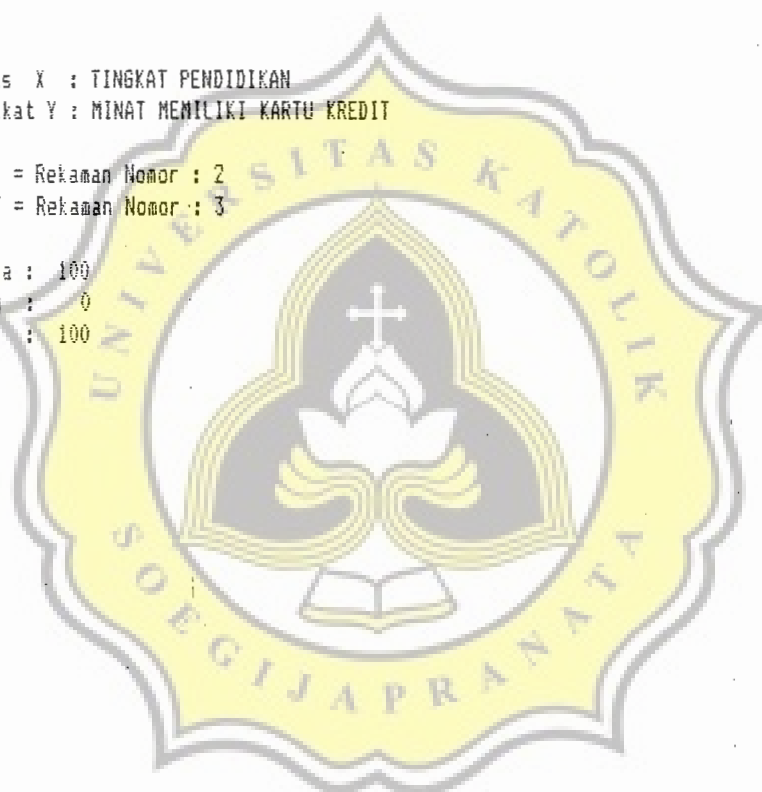 s X : TINGKAT PENDIDIKAN
kat Y : MINAT MEMILIKI KARTU KREDIT
= Rekaman Nomor : 2
= Rekaman Nomor : 3
a : 100
: 0
: 100
UNIVERSITAS KATOLIK
SOEGIJAPRANATA